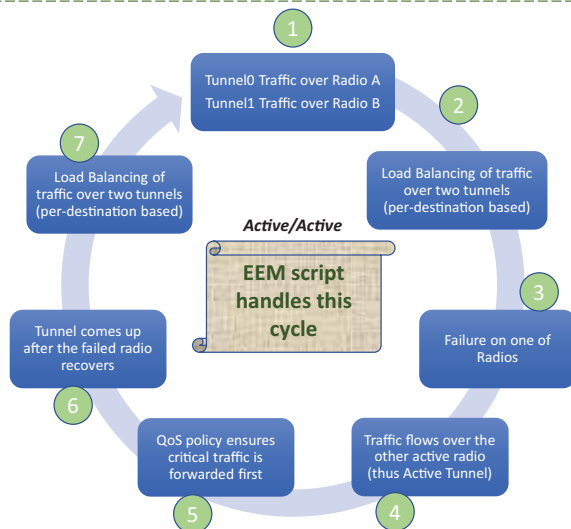 1
Tunnel0 Traffic over Radio A
Tunnel1 Traffic over Radio B
2
Load Balancing of traffic
over two tunnels
(per-destination based)
3
Failure on one of
Radios
4
Traffic flows over the
other active radio
(thus Active Tunnel)
5
QoS policy ensures
critical traffic is
forwarded first
6
Tunnel comes up
after the failed radio
recovers
7
Load Balancing of
traffic over two tunnels
(per-destination based)
Active/Active
EEM script
handles this
cycle